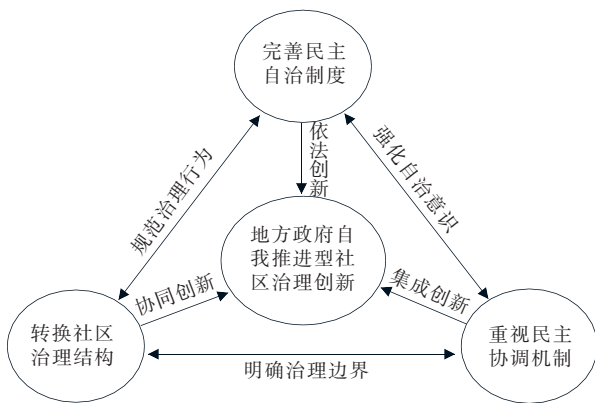 完善民主
自治制度
依法创新
规范治理行为
强化自治意识
地方政府自
我推进型社
区治理创新
协同创新
集成创新
转换社区
治理结构
重视民主
协调机制
明确治理边界